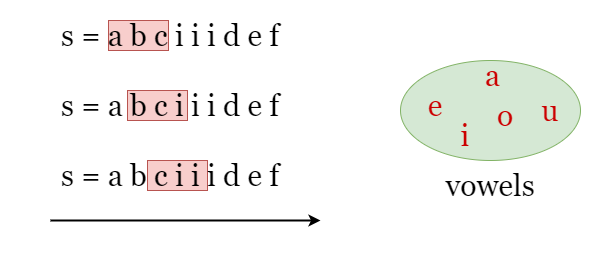 s = a b c i i i d e f
s = a b c i i i d e f
s = a b c i i i d e f
a
e
o
u
i
vowels